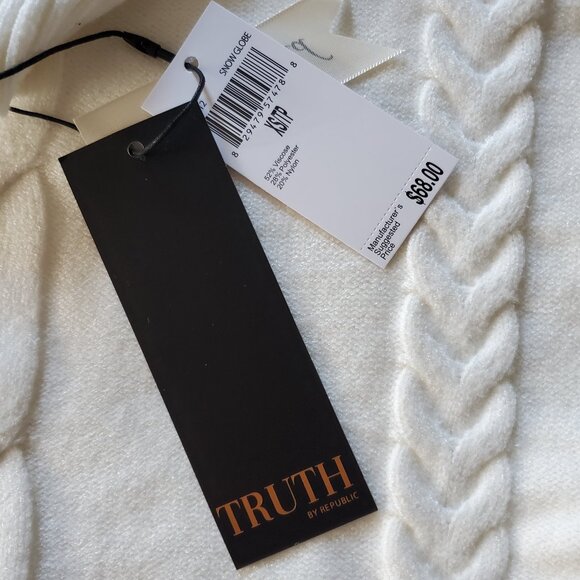 SNOW GLOBE
8 29479 57478 8
XS/TP
52% Viscose
28% Polyester
20% Nylon
Manufacturer's
Suggested
Price
$68.00
TRUTH
BY REPUBLIC